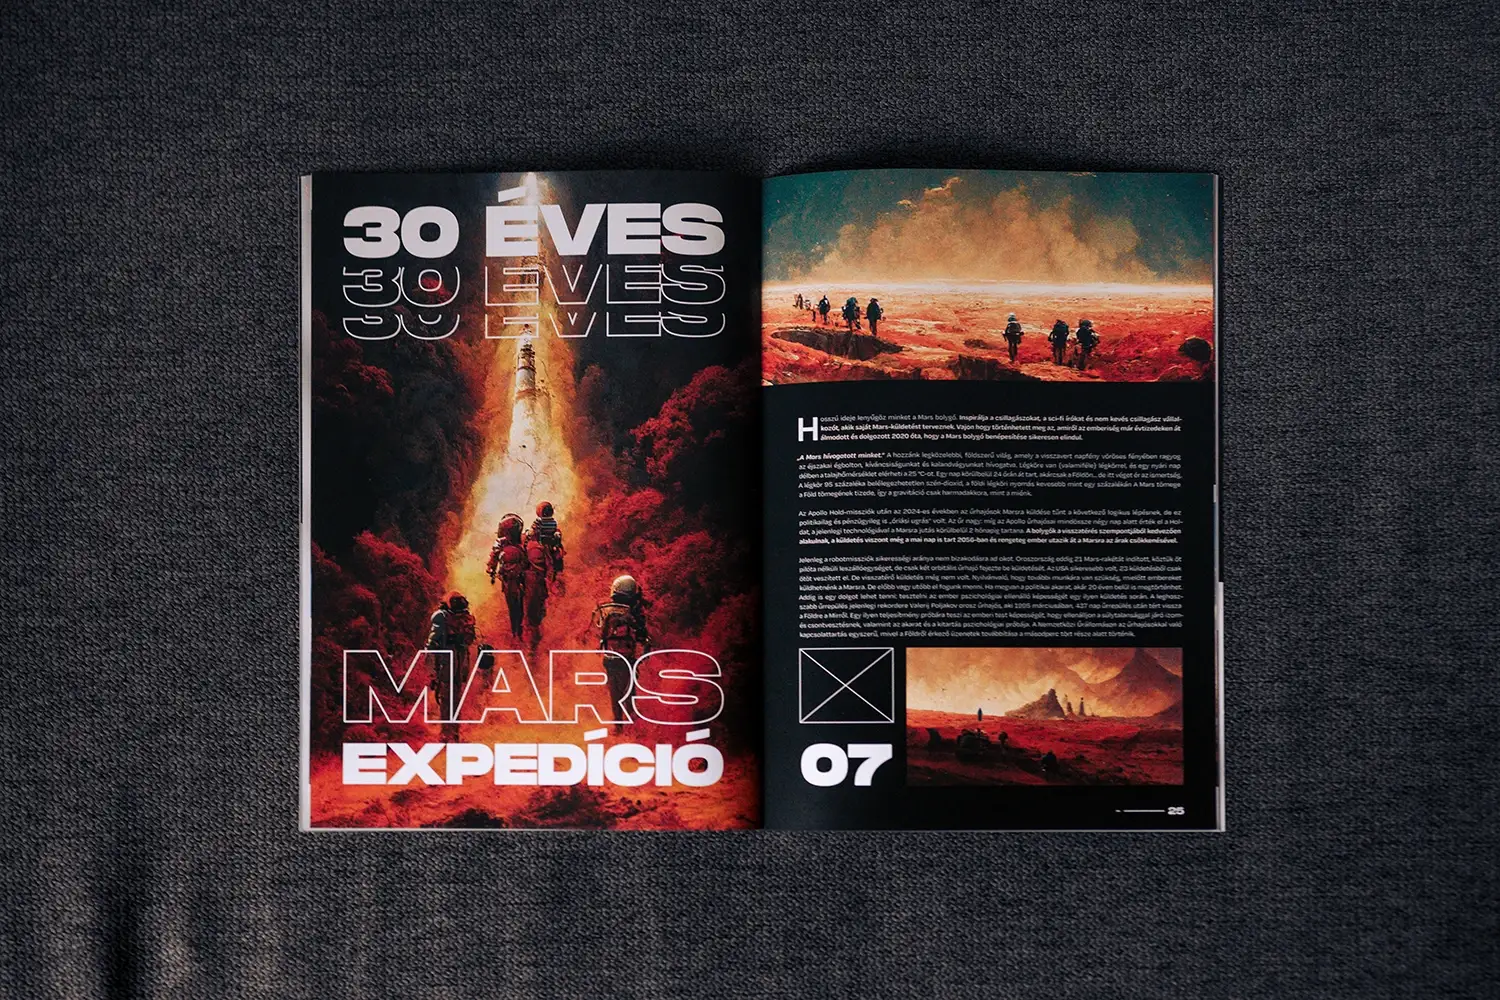 30 ÉVES
30 ÉVES
30 ÉVES
MARS
EXPEDÍCIÓ
Hosszú ideje lenyűgöz minket a Mars bolygó. Inspirálja a csillagászokat, a sci-fi írókat és nem kevés csillagász vállal-
kozót, akik saját Mars-küldetést terveznek. Vajon hogy történhetett meg az, amiről az emberiség már évtizedeken át
álmodott és dolgozott 2020 óta, hogy a Mars bolygó benépesítése sikeresen elindul.
„A Mars hívogatott minket." A hozzánk legközelebbi, földszerű világ, amely a visszavert napfény vöröses fényében ragyog
az éjszakai égbolton, kíváncsiságunkat és kalandvágyunkat hívogatva. Légköre van (valamiféle) légkörrel, és egy nyári nap
délben a talajhőmérséklet elérheti a 25 °C-ot. Egy nap körülbelül 24 órán át tart, akárcsak a Földön... de itt véget ér az ismertség.
A légkör 95 százaléka belélegezhetetlen szén-dioxid, a földi légköri nyomás kevesebb mint egy százalékán A Mars tömege
a Föld tömegének tizede, így a gravitáció csak harmadakkora, mint a miénk.
Az Apollo Hold-missziók után az 2024-es években az űrhajósok Marsra küldése tűnt a következő logikus lépésnek, de ez
politikailag és pénzügyileg is „óriási ugrás" volt. Az űr nagy: míg az Apollo űrhajósai mindössze négy nap alatt értek el a Hol-
dat, a jelenlegi technológiával a Marsra jutás körülbelül 2 hónapig tartana. A bolygók a visszatérés szempontjából kedvezően
alakulnak, a küldetés viszont még a mai nap is tart 2056-ban és rengeteg ember utazik át a Marsra az árak csökkenésével.
Jelenleg a robotmissziók sikerességi aránya nem bizakodásra ad okot. Oroszország eddig 21 Mars-rakétát indított, köztük öt
pilóta nélküli leszállóegységet, de csak két orbitális űrhajó fejezte be küldetését. Az USA sikeresebb volt, 23 küldetésből csak
ötöt veszített el. De visszatérő küldetés még nem volt. Nyilvánvaló, hogy további munkára van szükség, mielőtt embereket
küldhetnénk a Marsra. De előbb vagy utóbb el fogunk menni. Ha megvan a politikai akarat, akár 20 éven belül is megtörténhet.
Addig is egy dolgot lehet tenni: tesztelni az ember pszichológiai ellenálló képességét egy ilyen küldetés során. A leghosz-
szabb űrrepülés jelenlegi rekordere Valerij Poljakov orosz űrhajós, aki 1995 márciusában, 437 nap űrrepülés után tért vissza
a Földre a Mirről. Egy ilyen teljesítmény próbára teszi az emberi test képességét, hogy ellenálljon a súlytalansággal járó izom-
és csontvesztésnek, valamint az akarat és a kitartás pszichológiai próbája. A Nemzetközi Űrállomáson az űrhajósokkal való
kapcsolattartás egyszerű, mivel a Földről érkező üzenetek továbbítása a másodperc tört része alatt történik.
07
25